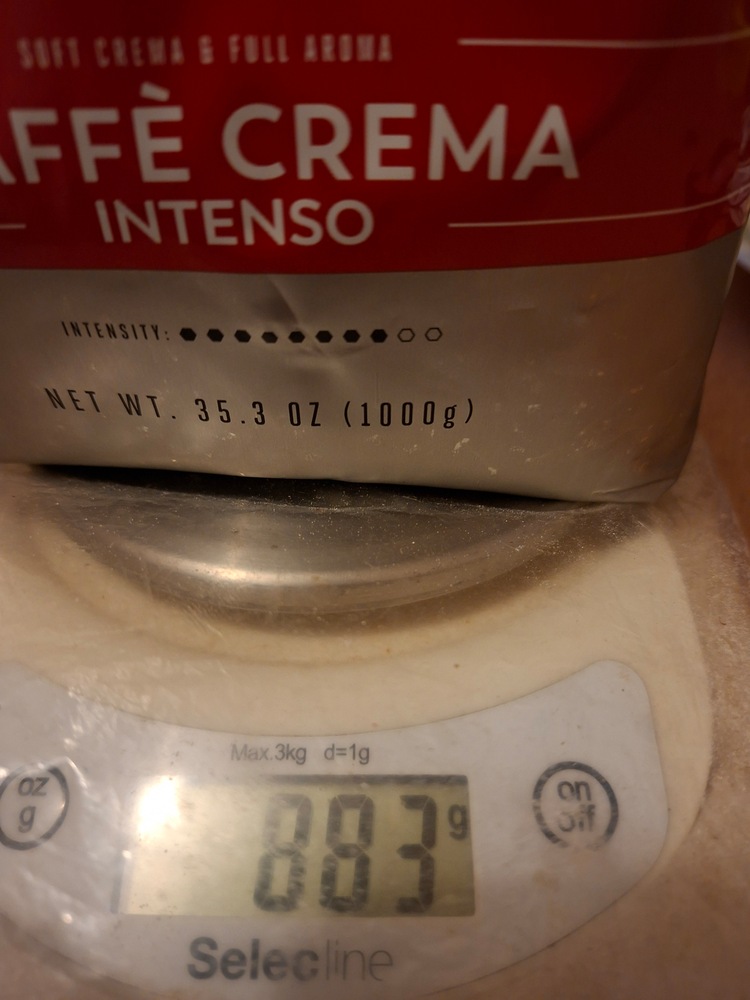 SOFT CREMA & FULL AROMA
AFFÈ CREMA
INTENSO
INTENSITY:
NET WT. 35.3 OZ (1000g)
Max.3kg d=1g
oz
g
on
off
883g
Selecline